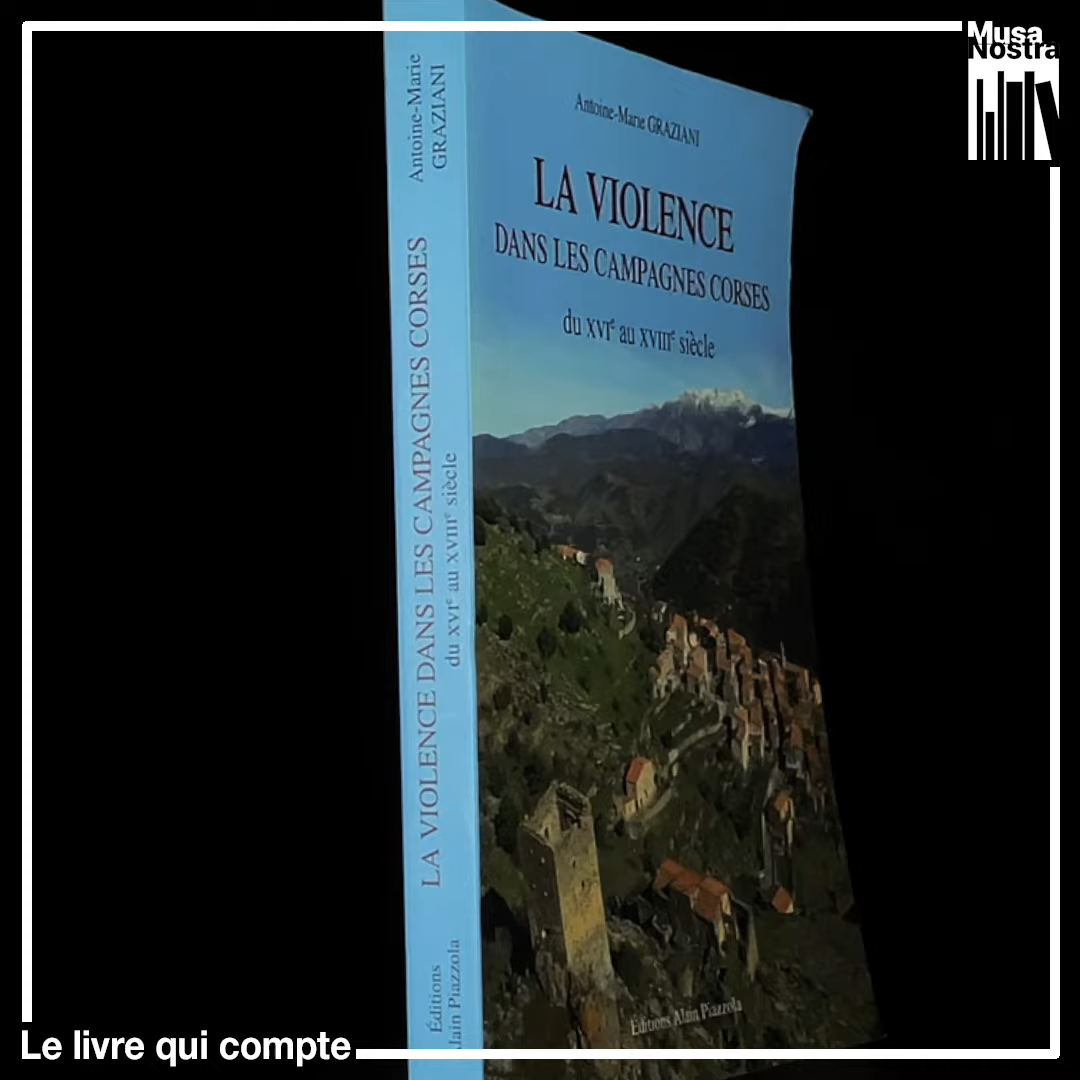 Musa
Nostra
Antoine-Marie
GRAZIANI
LA VIOLENCE DANS LES CAMPAGNES CORSES
du XVIe au XVIIIe siècle
Éditions
Alain Piazzola
Antoine-Marie GRAZIANI
LA VIOLENCE
DANS LES CAMPAGNES CORSES
du XVIe au XVIIIe siècle
Éditions Alain Piazzola
Le livre qui compte